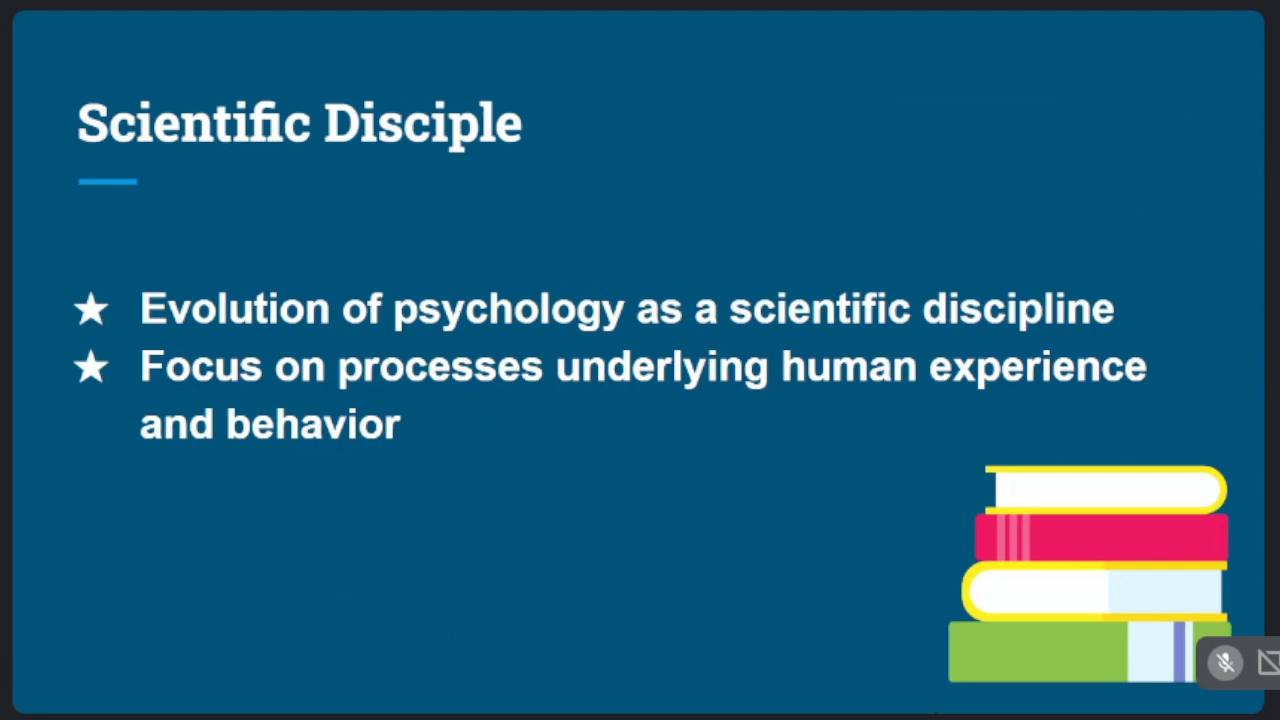 Scientific Disciple
★ Evolution of psychology as a scientific discipline
★ Focus on processes underlying human experience
and behavior